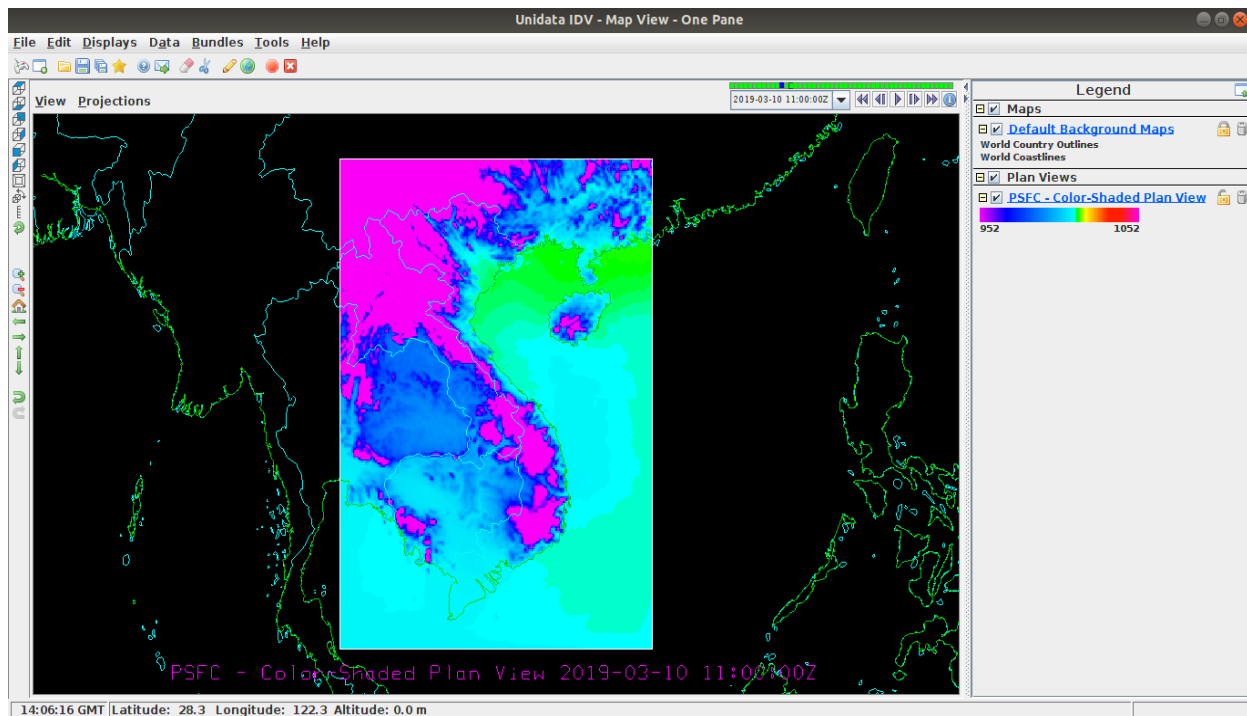 Unidata IDV - Map View - One Pane
File Edit Displays Data Bundles Tools Help
View Projections
2019-03-10 11:00:00Z
Legend
Maps
Default Background Maps
World Country Outlines
World Coastlines
Plan Views
PSFC - Color-Shaded Plan View
952 1052
PSFC - Color-Shaded Plan View 2019-03-10 11:00:00Z
14:06:16 GMT Latitude: 28.3 Longitude: 122.3 Altitude: 0.0 m